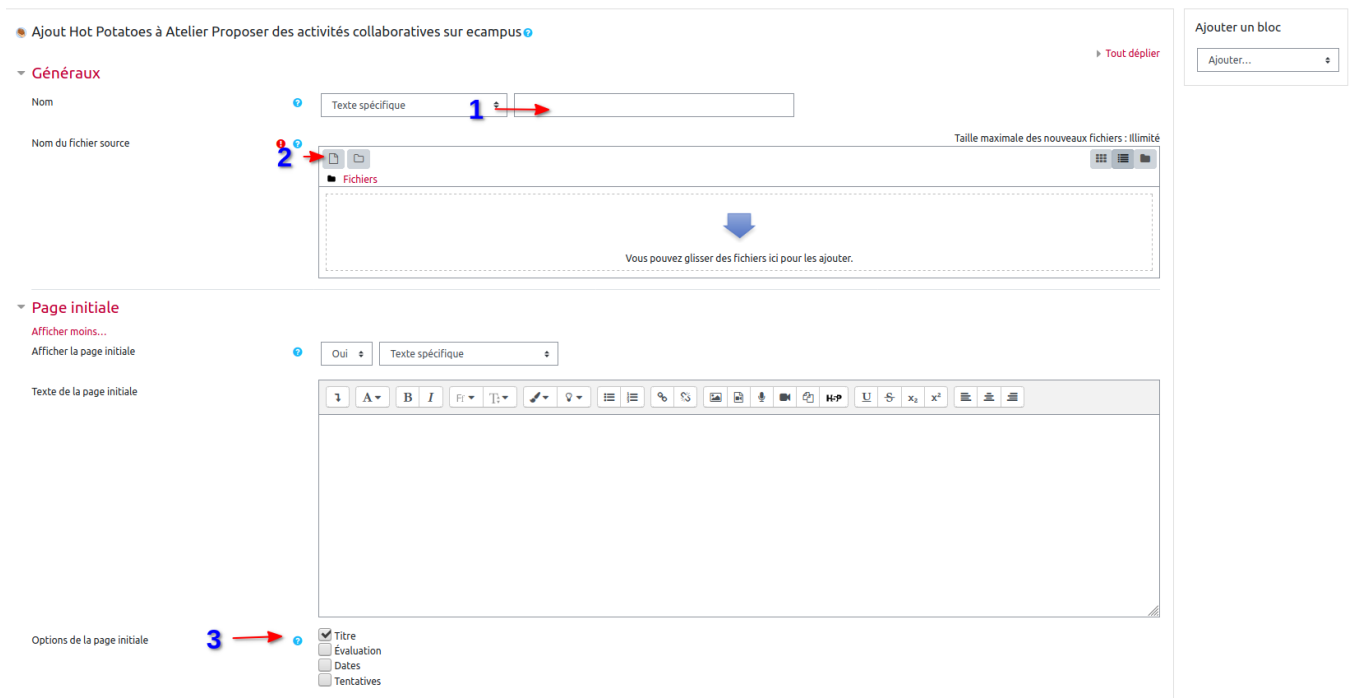 Ajout Hot Potatoes à Atelier Proposer des activités collaboratives sur ecampus
Ajouter un bloc
Ajouter...
Tout déplier
Généraux
Nom
Texte spécifique
1
Nom du fichier source
2
Taille maximale des nouveaux fichiers : Illimité
Fichiers
Vous pouvez glisser des fichiers ici pour les ajouter.
Page initiale
Afficher moins...
Afficher la page initiale
Oui
Texte spécifique
Texte de la page initiale
A B I Fr T: H-P U S x₂ x²
Options de la page initiale
3
Titre
Évaluation
Dates
Tentatives